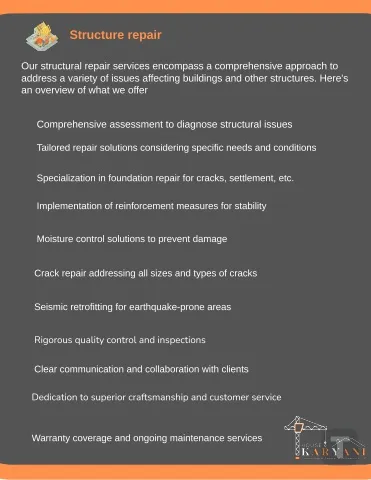 Structure repair
Our structural repair services encompass a comprehensive approach to
address a variety of issues affecting buildings and other structures. Here's
an overview of what we offer
Comprehensive assessment to diagnose structural issues
Tailored repair solutions considering specific needs and conditions
Specialization in foundation repair for cracks, settlement, etc.
Implementation of reinforcement measures for stability
Moisture control solutions to prevent damage
Crack repair addressing all sizes and types of cracks
Seismic retrofitting for earthquake-prone areas
Rigorous quality control and inspections
Clear communication and collaboration with clients
Dedication to superior craftsmanship and customer service
Warranty coverage and ongoing maintenance services
HOUSE
KARYANI